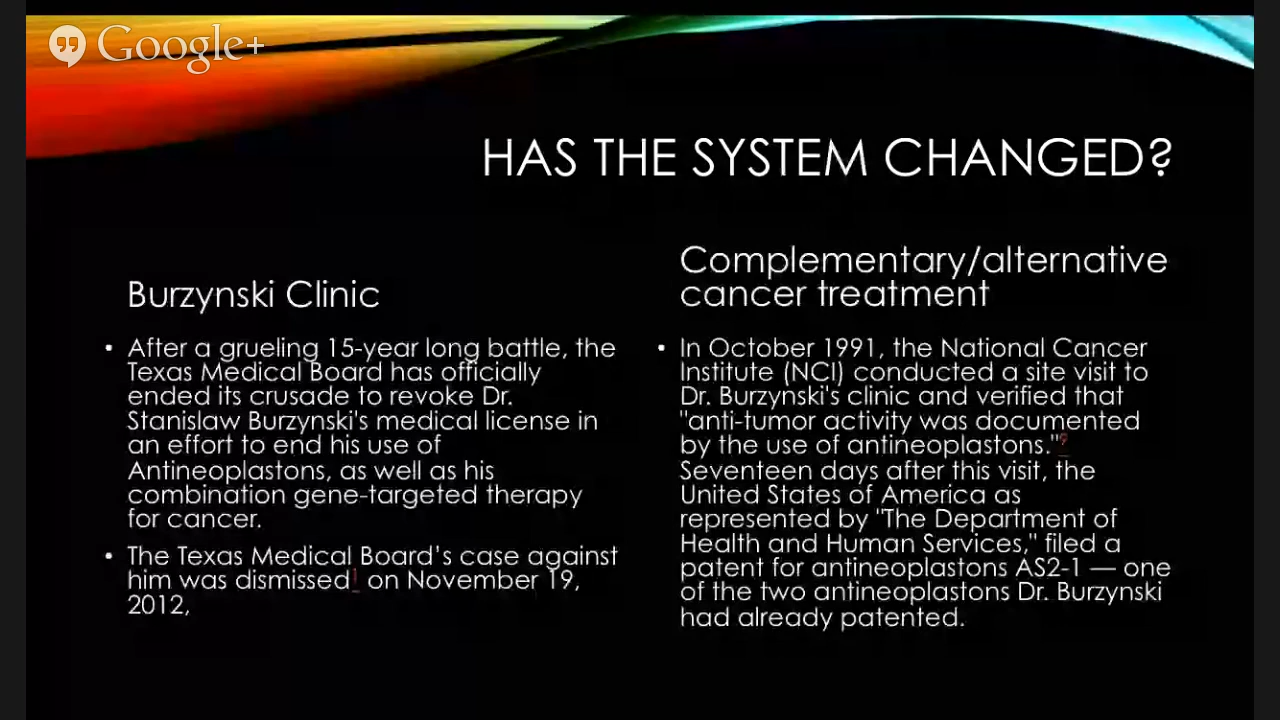 Google+
HAS THE SYSTEM CHANGED?
Burzynski Clinic
• After a grueling 15-year long battle, the
Texas Medical Board has officially
ended its crusade to revoke Dr.
Stanislaw Burzynski's medical license in
an effort to end his use of
Antineoplastons, as well as his
combination gene-targeted therapy
for cancer.
• The Texas Medical Board’s case against
him was dismissed1 on November 19,
2012,
Complementary/alternative
cancer treatment
• In October 1991, the National Cancer
Institute (NCI) conducted a site visit to
Dr. Burzynski's clinic and verified that
"anti-tumor activity was documented
by the use of antineoplastons."
Seventeen days after this visit, the
United States of America as
represented by "The Department of
Health and Human Services," filed a
patent for antineoplastons AS2-1 — one
of the two antineoplastons Dr. Burzynski
had already patented.